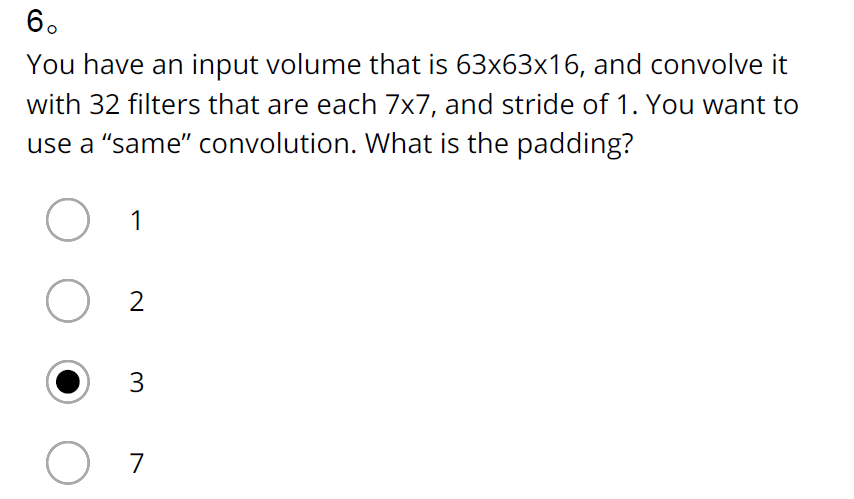 6。
You have an input volume that is 63x63x16, and convolve it
with 32 filters that are each 7x7, and stride of 1. You want to
use a “same” convolution. What is the padding?
1
2
3
7